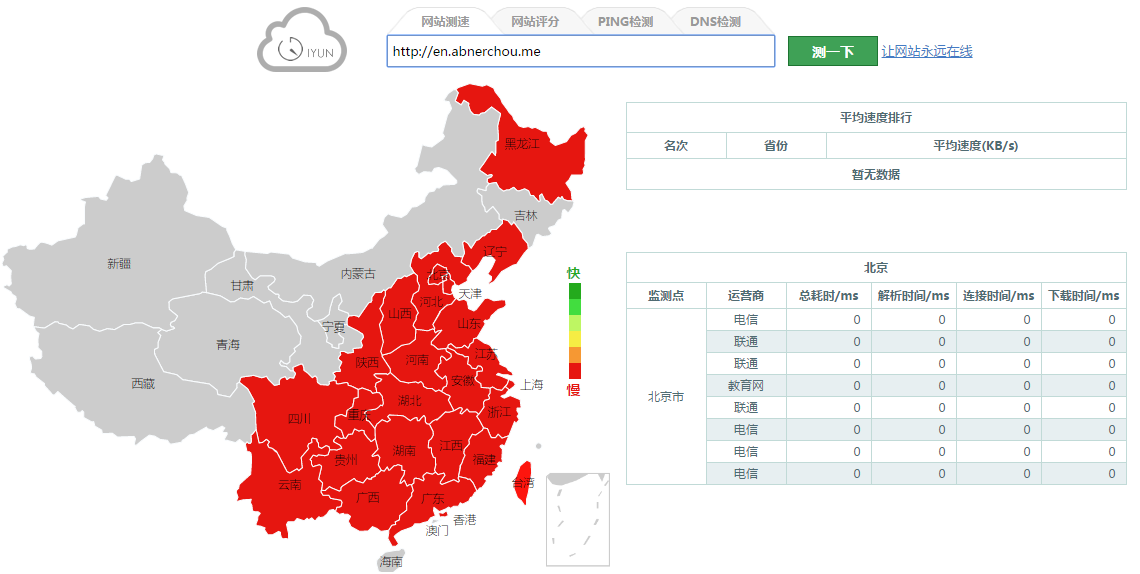 网站测速 网站评分 PING检测 DNS检测
IYUN
http://en.abnerchou.me 测一下 让网站永远在线
黑龙江
吉林
辽宁
新疆
内蒙古
甘肃
北京
天津
河北
山西
宁夏
山东
青海
陕西
河南
江苏
西藏
安徽
上海
湖北
浙江
四川
重庆
江西
湖南
贵州
福建
云南
台湾
广西
广东
香港
澳门
海南
快
慢
平均速度排行
名次 省份 平均速度(KB/s)
暂无数据
北京
监测点 运营商 总耗时/ms 解析时间/ms 连接时间/ms 下载时间/ms
北京市
电信 0 0 0 0
联通 0 0 0 0
联通 0 0 0 0
教育网 0 0 0 0
联通 0 0 0 0
电信 0 0 0 0
电信 0 0 0 0
电信 0 0 0 0